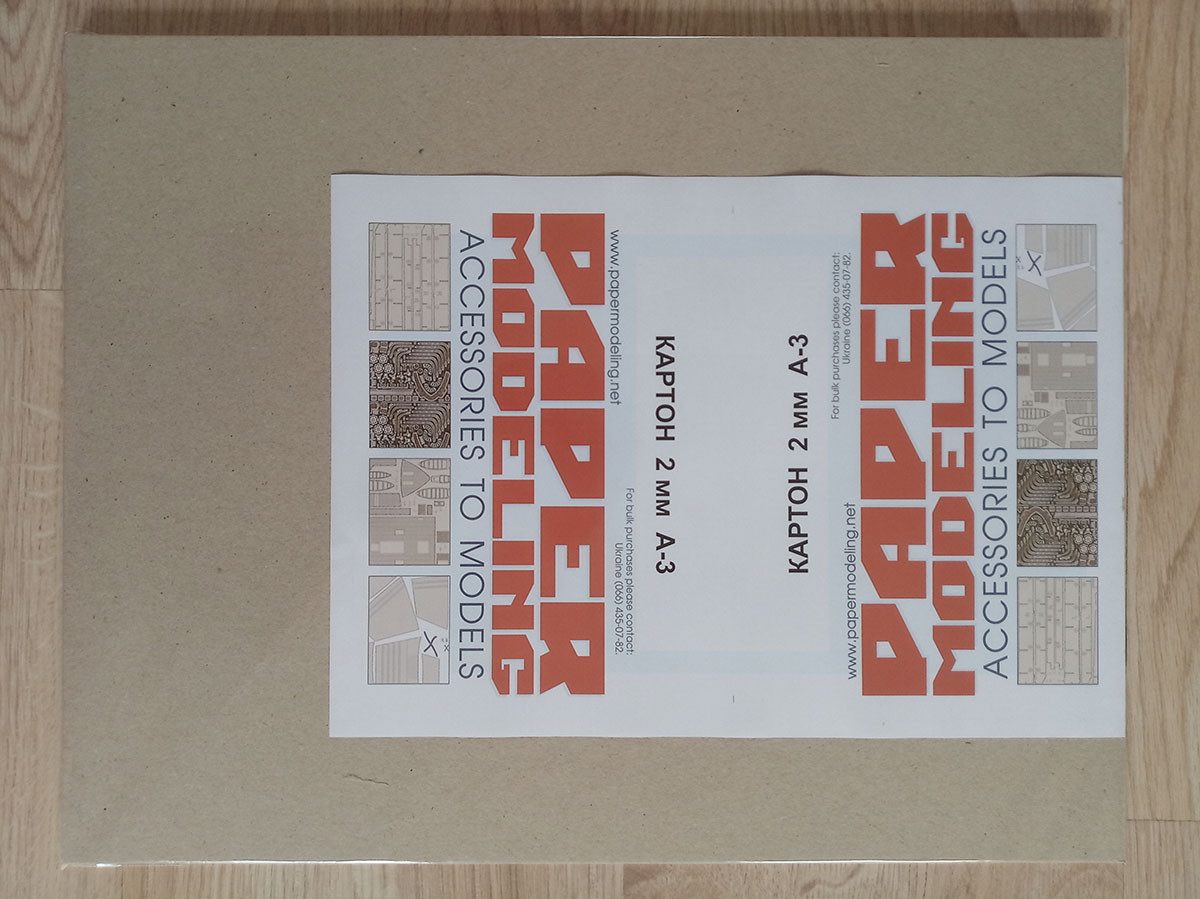 PAPER
MODELING
ACCESSORIES TO MODELS
www.papermodeling.net
For bulk purchases please contact:
Ukraine (066) 435-07-82.
КАРТОН 2 мм А-3
КАРТОН 2 мм А-3
For bulk purchases please contact:
Ukraine (066) 435-07-82.
www.papermodeling.net
PAPER
MODELING
ACCESSORIES TO MODELS